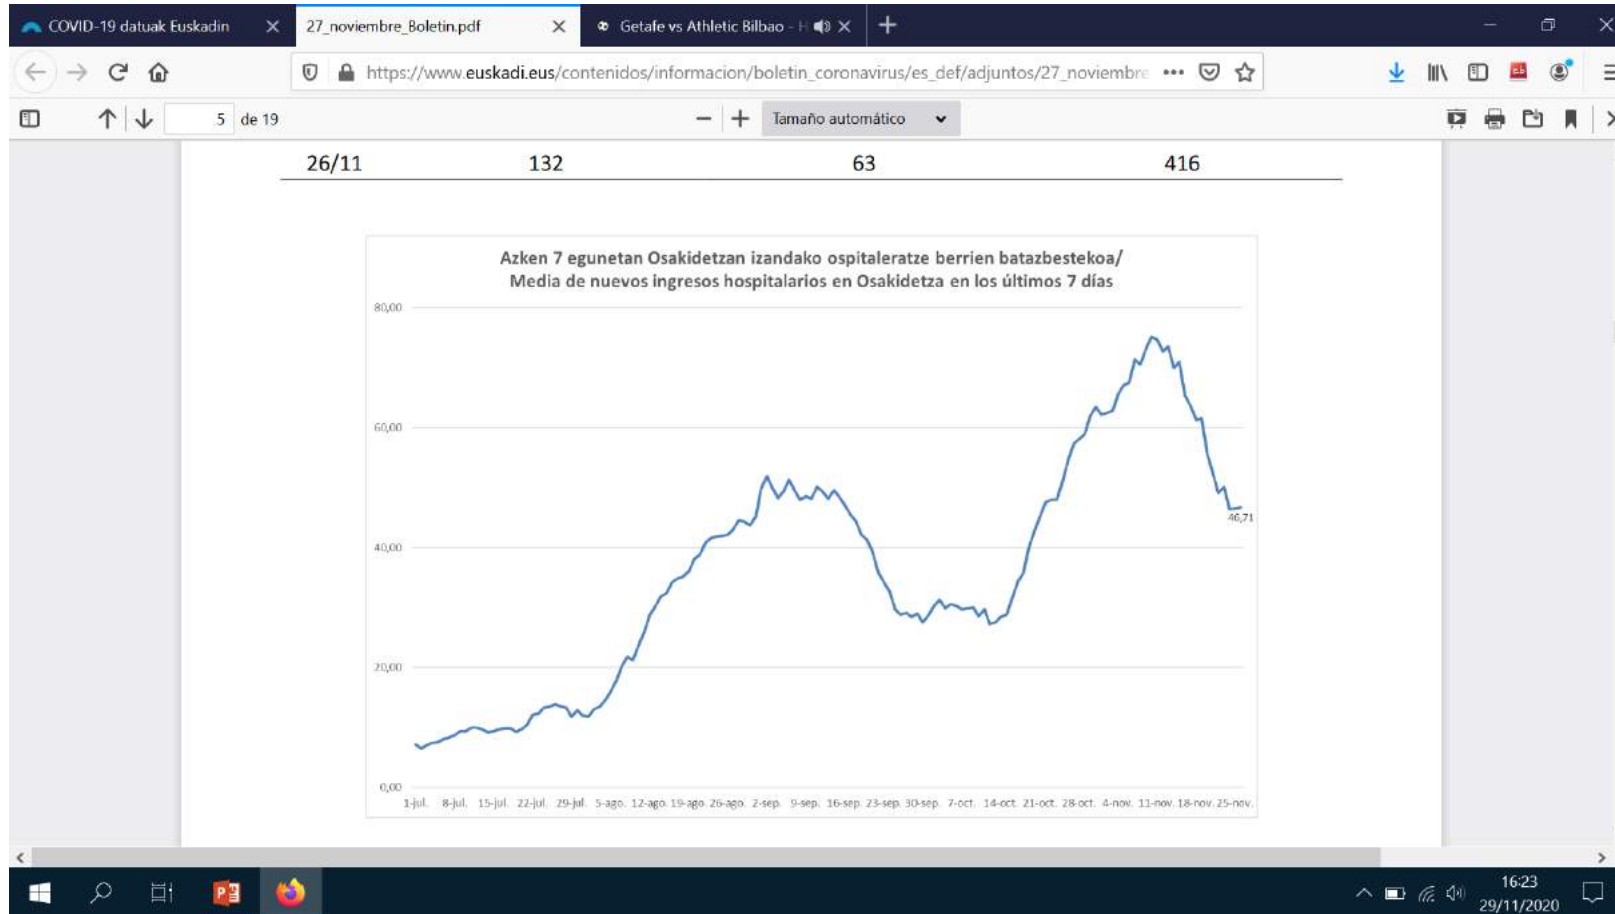 COVID-19 datuak Euskadin
27_noviembre_Boletin.pdf
Getafe vs Athletic Bilbao - H
https://www.euskadi.eus/contenidos/informacion/boletin_coronavirus/es_def/adjuntos/27_noviembre
5 de 19
Tamaño automático
26/11 132 63 416
Azken 7 egunetan Osakidetzan izandako ospitaleratze berrien batazbestekoa/
Media de nuevos ingresos hospitalarios en Osakidetza en los últimos 7 días
80,00
60,00
46,71
40,00
20,00
0,00
1-jul. 8-jul. 15-jul. 22-jul. 29-jul. 5-ago. 12-ago. 19-ago. 26-ago. 2-sep. 9-sep. 16-sep. 23-sep. 30-sep. 7-oct. 14-oct. 21-oct. 28-oct. 4-nov. 11-nov. 18-nov. 25-nov.
16:23
29/11/2020